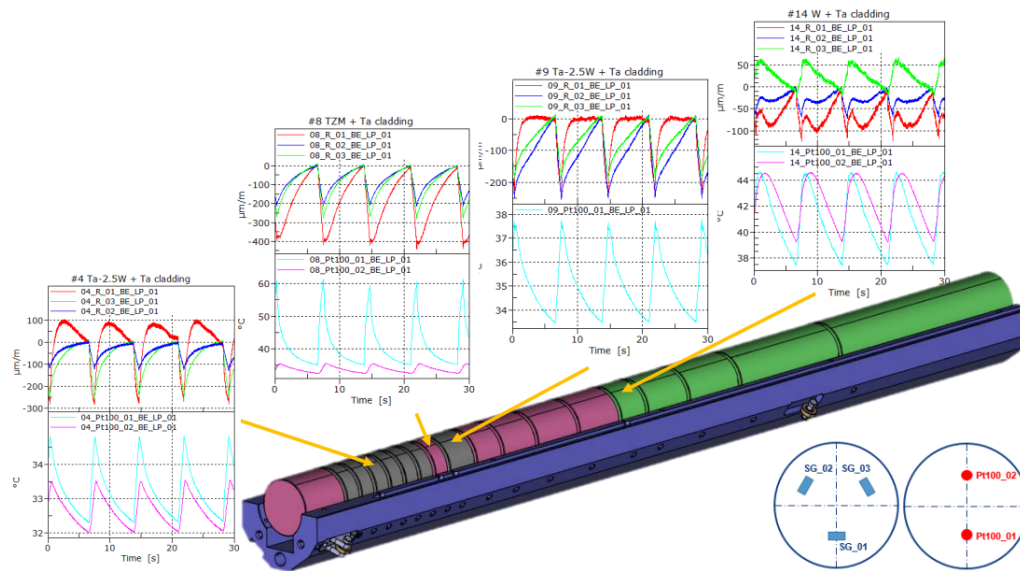 #4 Ta-2.5W + Ta cladding
04_R_01_BE_LP_01
04_R_03_BE_LP_01
04_R_02_BE_LP_01
100
0
-100
-200
-300
µm/m
04_Pt100_01_BE_LP_01
04_Pt100_02_BE_LP_01
34
33
32
°C
0
10
20
30
Time [s]
#8 TZM + Ta cladding
08_R_01_BE_LP_01
08_R_02_BE_LP_01
08_R_03_BE_LP_01
0
-100
-200
-300
-400
µm/m
08_Pt100_01_BE_LP_01
08_Pt100_02_BE_LP_01
60
50
40
°C
0
10
20
30
Time [s]
#9 Ta-2.5W + Ta cladding
09_R_01_BE_LP_01
09_R_02_BE_LP_01
09_R_03_BE_LP_01
0
-100
-200
µm/m
09_Pt100_01_BE_LP_01
38
37
36
35
34
0
10
20
30
Time [s]
#14 W + Ta cladding
14_R_01_BE_LP_01
14_R_02_BE_LP_01
14_R_03_BE_LP_01
50
0
-50
-100
µm/m
14_Pt100_01_BE_LP_01
14_Pt100_02_BE_LP_01
44
42
40
38
°C
0
10
20
30
Time [s]
SG_02
SG_03
SG_01
Pt100_02
Pt100_01